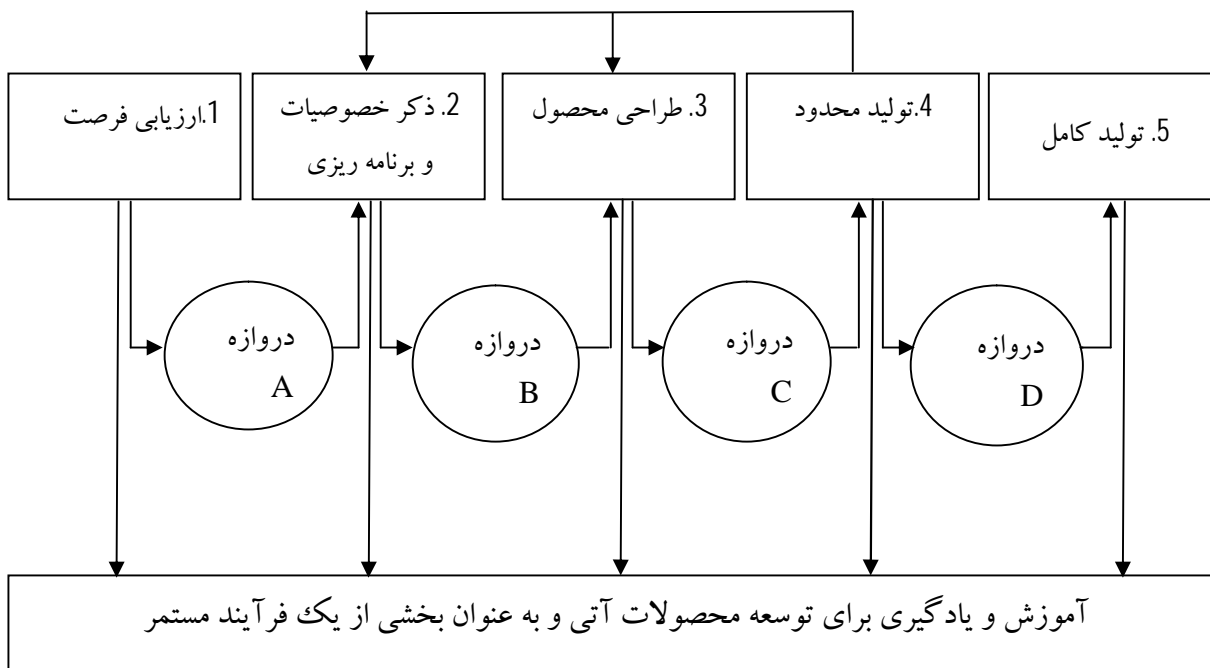 1.ارزیابی فرصت
2. ذکر خصوصیات
و برنامه ریزی
3. طراحی محصول
4.تولید محدود
5. تولید کامل
دروازه
A
دروازه
B
دروازه
C
دروازه
D
آموزش و یادگیری برای توسعه محصولات آتی و به عنوان بخشی از یک فرآیند مستمر